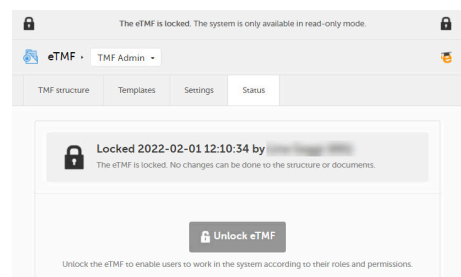 The eTMF is locked. The system is only available in read-only mode.
eTMF · TMF Admin
TMF structure Templates Settings Status
Locked 2022-02-01 12:10:34 by
The eTMF is locked. No changes can be done to the structure or documents.
Unlock eTMF
Unlock the eTMF to enable users to work in the system according to their roles and permissions.